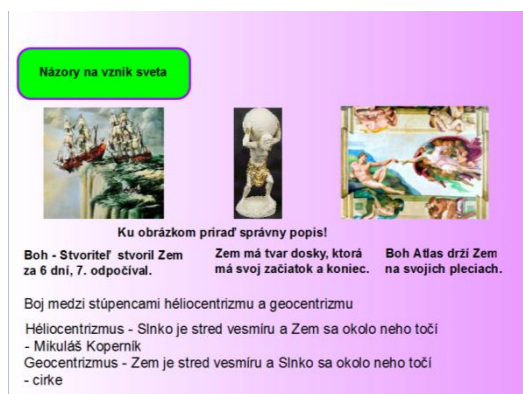 Názory na vznik sveta
Ku obrázkom priraď správny popis!
Boh - Stvoriteľ stvoril Zem
za 6 dní, 7. odpočíval.
Zem má tvar dosky, ktorá
má svoj začiatok a koniec.
Boh Atlas drží Zem
na svojich pleciach.
Boj medzi stúpencami héliocentrizmu a geocentrizmu
Héliocentrizmus - Slnko je stred vesmíru a Zem sa okolo neho točí
- Mikuláš Koperník
Geocentrizmus - Zem je stred vesmíru a Slnko sa okolo neho točí
- cirke